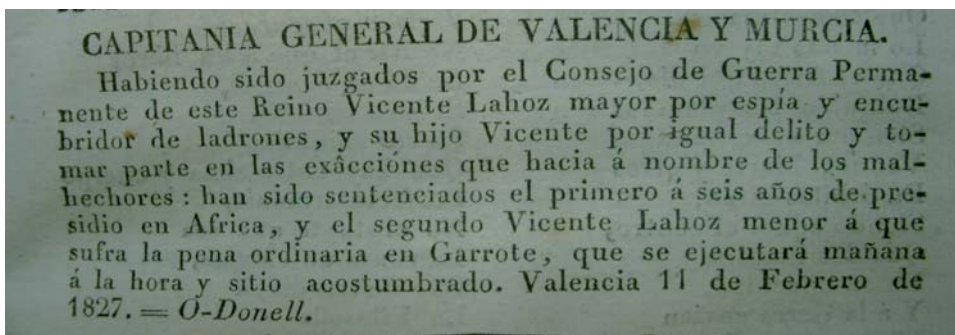 CAPITANIA GENERAL DE VALENCIA Y MURCIA.
Habiendo sido juzgados por el Consejo de Guerra Perma-
nente de este Reino Vicente Lahoz mayor por espía y encu-
bridor de ladrones, y su hijo Vicente por igual delito y to-
mar parte en las exâcciónes que hacia á nombre de los mal-
hechores: han sido sentenciados el primero á seis años de pre-
sidio en Africa, y el segundo Vicente Lahoz menor á que
sufra la pena ordinaria en Garrote, que se ejecutará mañana
á la hora y sitio acostumbrado. Valencia 11 de Febrero de
1827. = O-Donell.